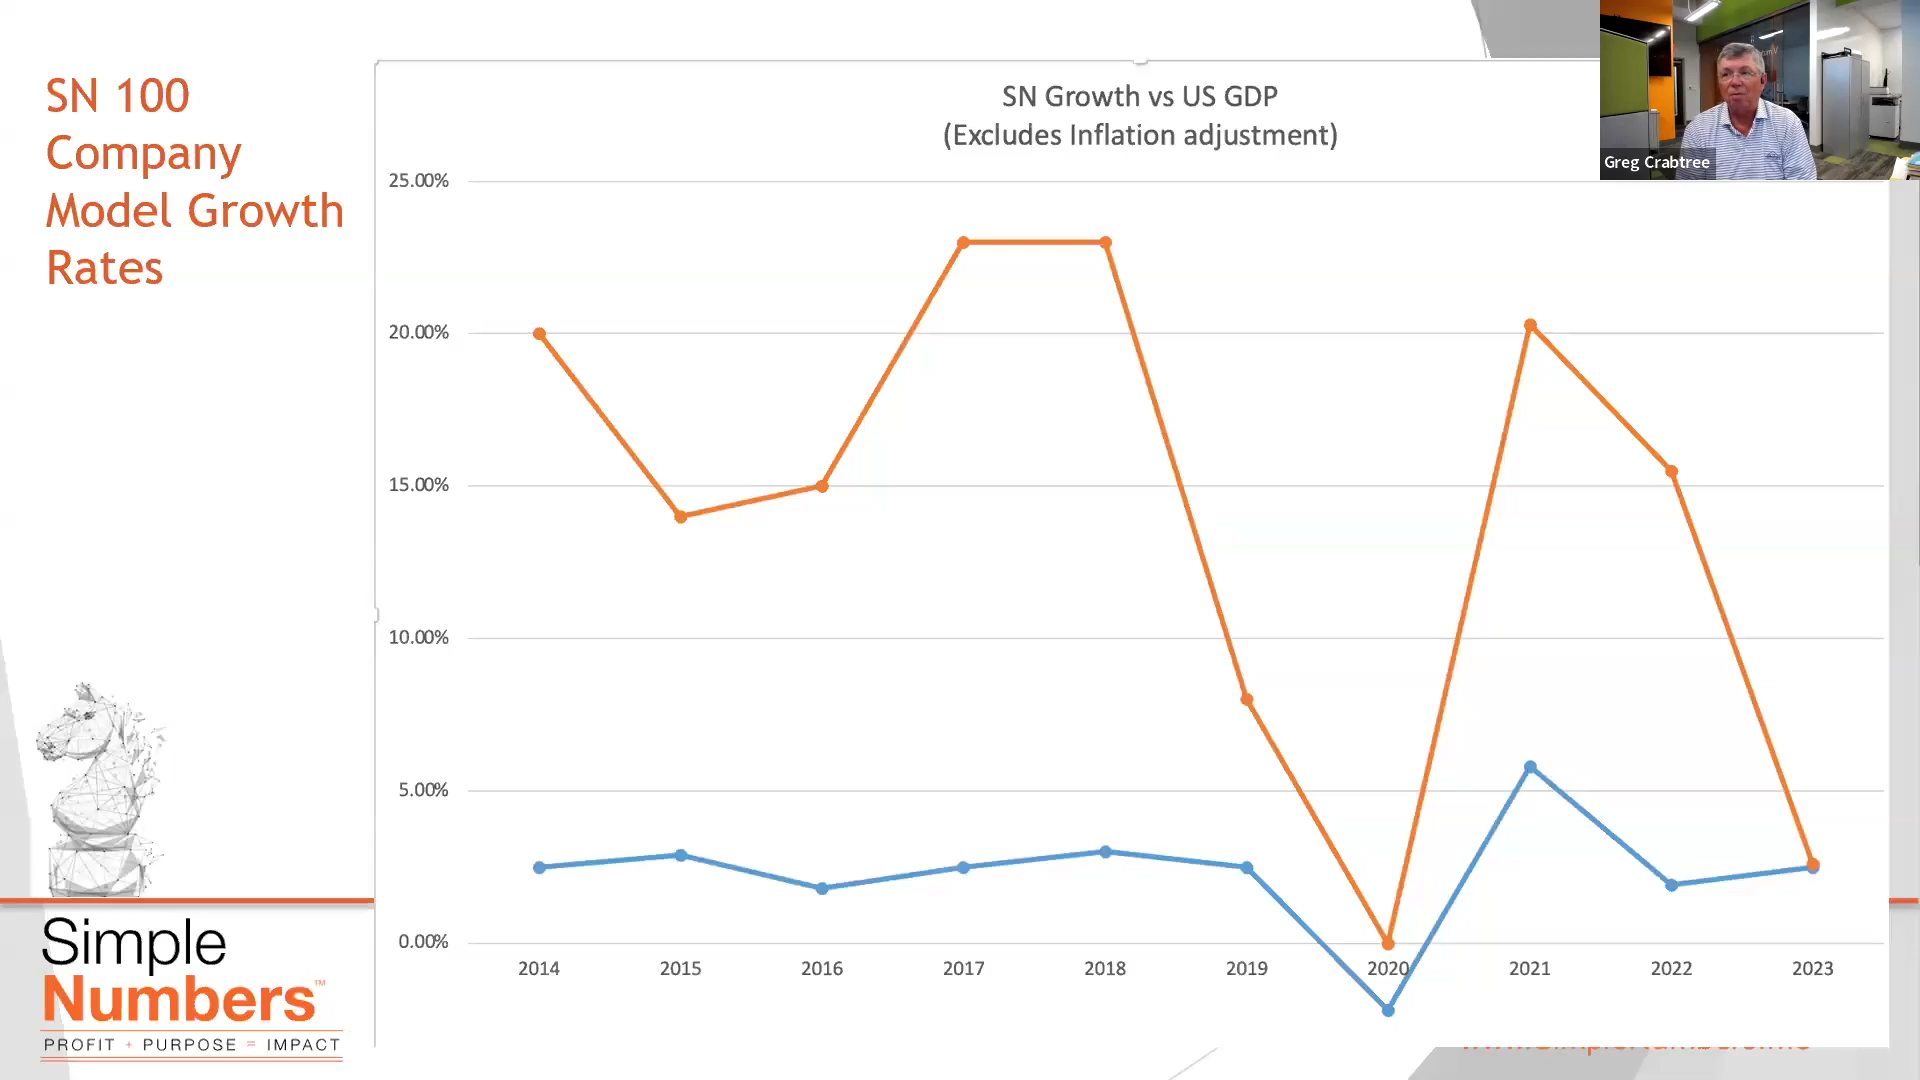 SN 100
Company
Model Growth
Rates
SN Growth vs US GDP
(Excludes Inflation adjustment)
Greg Crabtree
25.00%
20.00%
15.00%
10.00%
5.00%
0.00%
2014 2015 2016 2017 2018 2019 2020 2021 2022 2023
Simple
Numbers™
PROFIT + PURPOSE = IMPACT